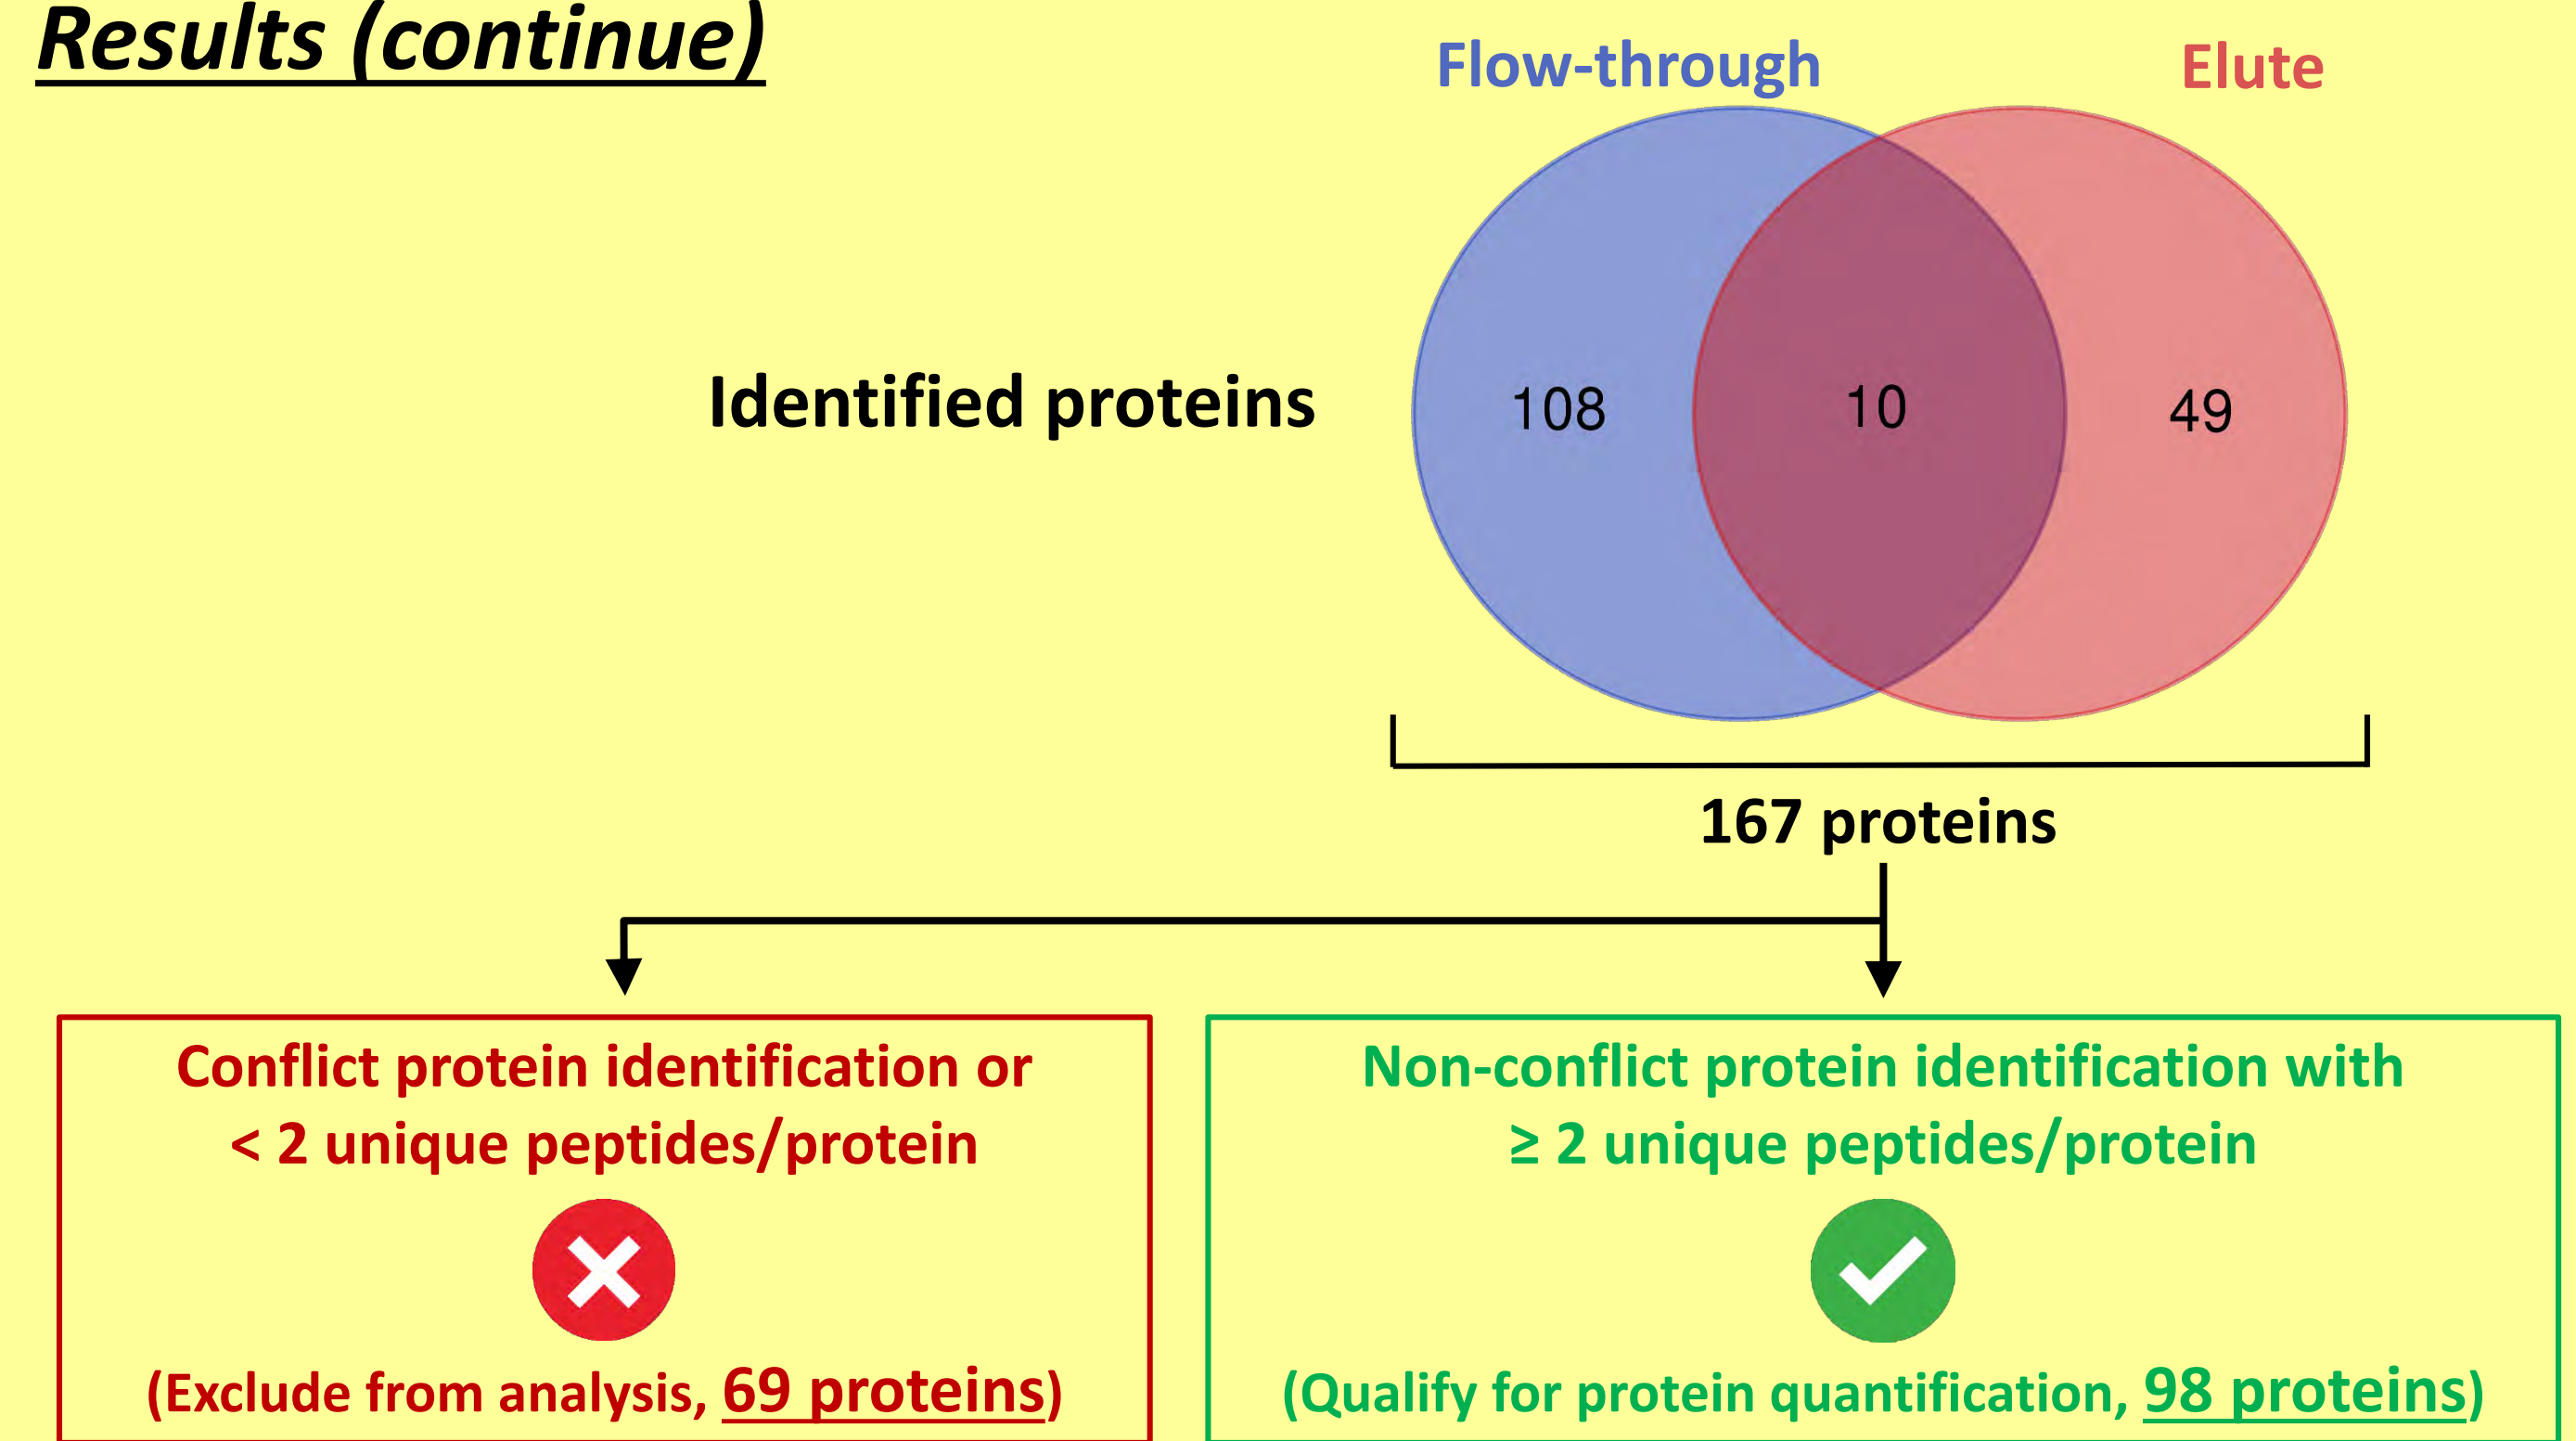 Results (continue)
Flow-through
Elute
Identified proteins
108
10
49
167 proteins
Conflict protein identification or
< 2 unique peptides/protein
(Exclude from analysis, 69 proteins)
Non-conflict protein identification with
≥ 2 unique peptides/protein
(Qualify for protein quantification, 98 proteins)